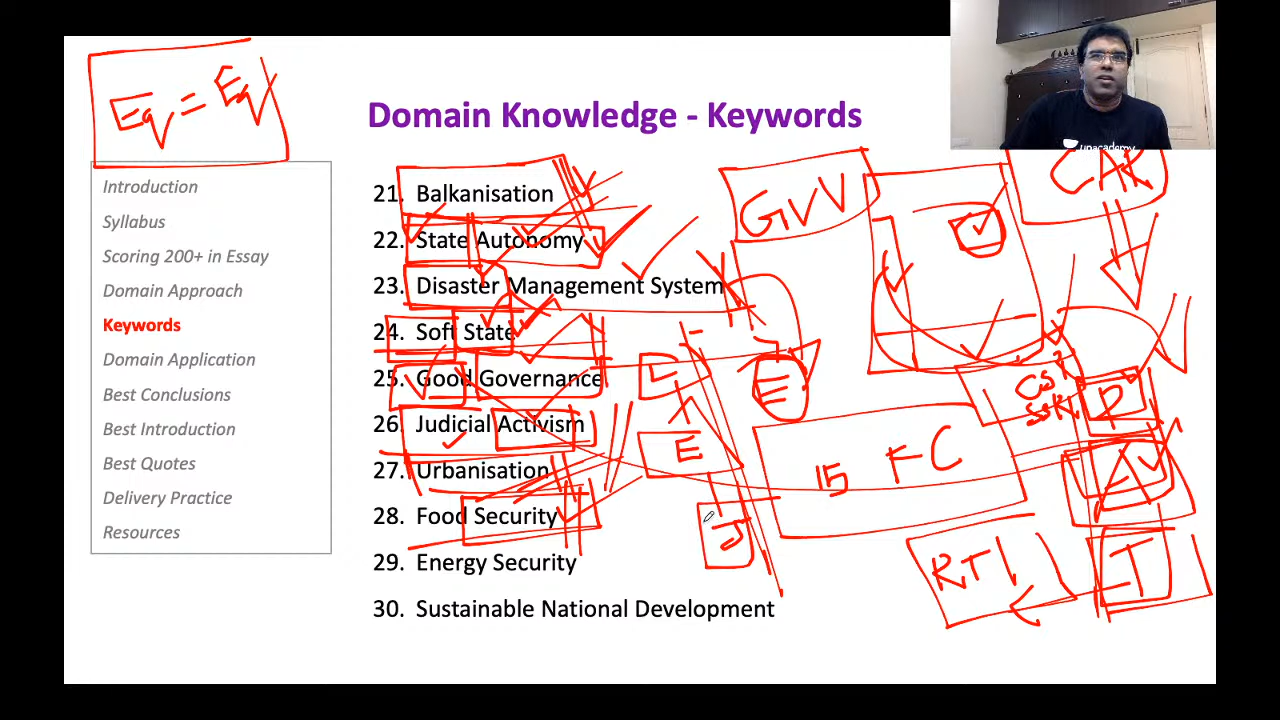 Eq = Eq
Domain Knowledge - Keywords
unacademy
Introduction
Syllabus
Scoring 200+ in Essay
Domain Approach
Keywords
Domain Application
Best Conclusions
Best Introduction
Best Quotes
Delivery Practice
Resources
21. Balkanisation
22. State Autonomy
23. Disaster Management System
24. Soft State
25. Good Governance
26. Judicial Activism
27. Urbanisation
28. Food Security
29. Energy Security
30. Sustainable National Development
GVV
CAR
L
E
E
J
15 FC
P
A
T
RTI